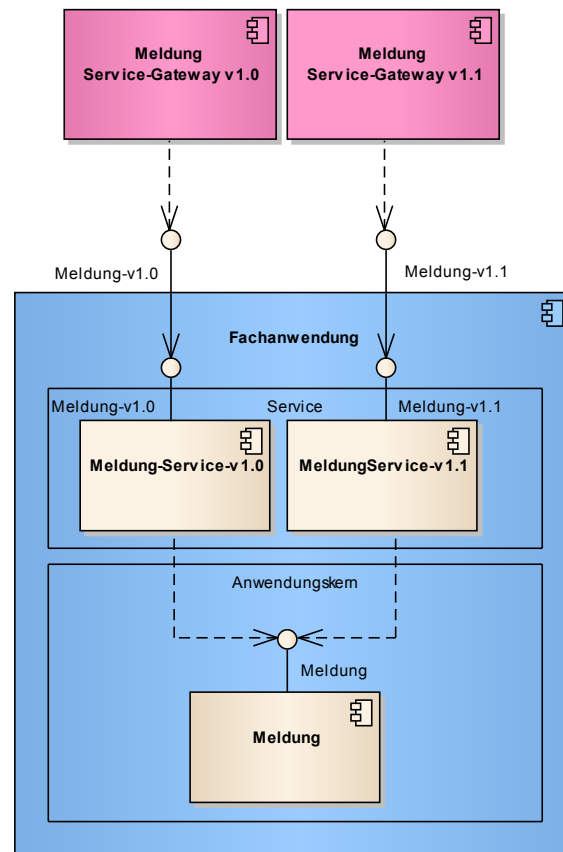 Meldung
Service-Gateway v1.0
Meldung
Service-Gateway v1.1
Meldung-v1.0
Meldung-v1.1
Fachanwendung
Meldung-v1.0
Service
Meldung-v1.1
Meldung-Service-v1.0
MeldungService-v1.1
Anwendungskern
Meldung
Meldung